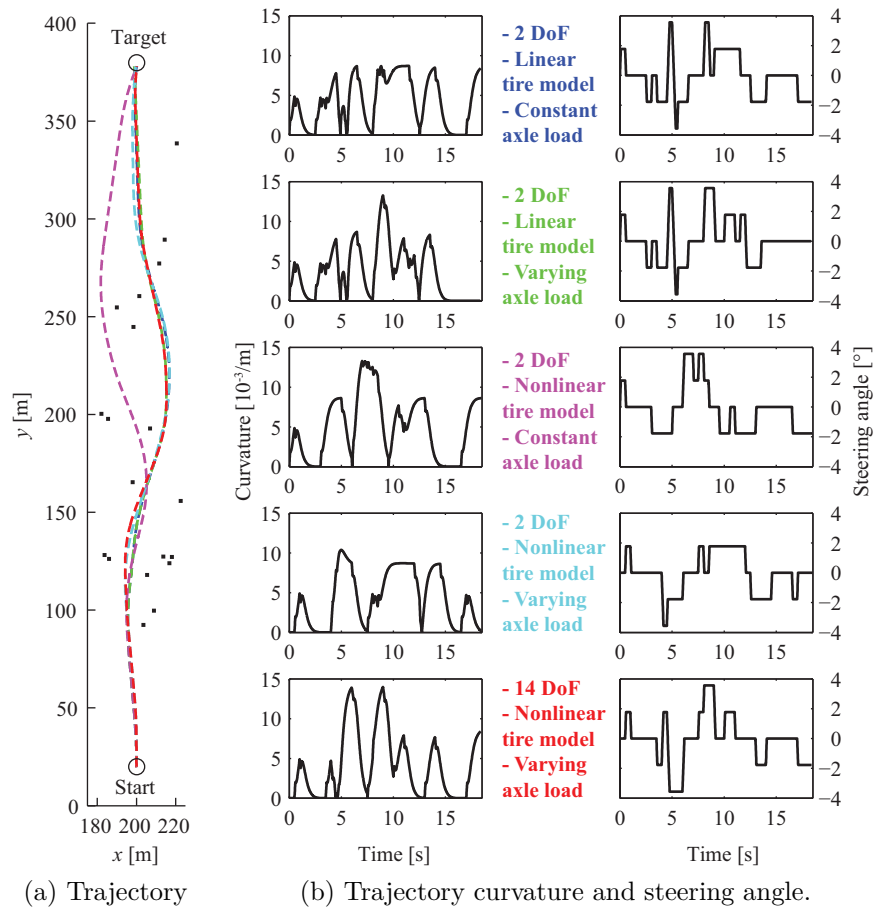 400
350
300
250
200
150
100
50
0
180 200 220
y [m]
x [m]
Target
Start
(a) Trajectory
15
10
5
0
0 5 10 15
- 2 DoF
- Linear
tire model
- Constant
axle load
4
2
0
−2
−4
0 5 10 15
15
10
5
0
0 5 10 15
- 2 DoF
- Linear
tire model
- Varying
axle load
4
2
0
−2
−4
0 5 10 15
Curvature [10⁻³/m]
15
10
5
0
0 5 10 15
- 2 DoF
- Nonlinear
tire model
- Constant
axle load
4
2
0
−2
−4
0 5 10 15
Steering angle [°]
15
10
5
0
0 5 10 15
- 2 DoF
- Nonlinear
tire model
- Varying
axle load
4
2
0
−2
−4
0 5 10 15
15
10
5
0
0 5 10 15
- 14 DoF
- Nonlinear
tire model
- Varying
axle load
4
2
0
−2
−4
0 5 10 15
Time [s]
Time [s]
(b) Trajectory curvature and steering angle.